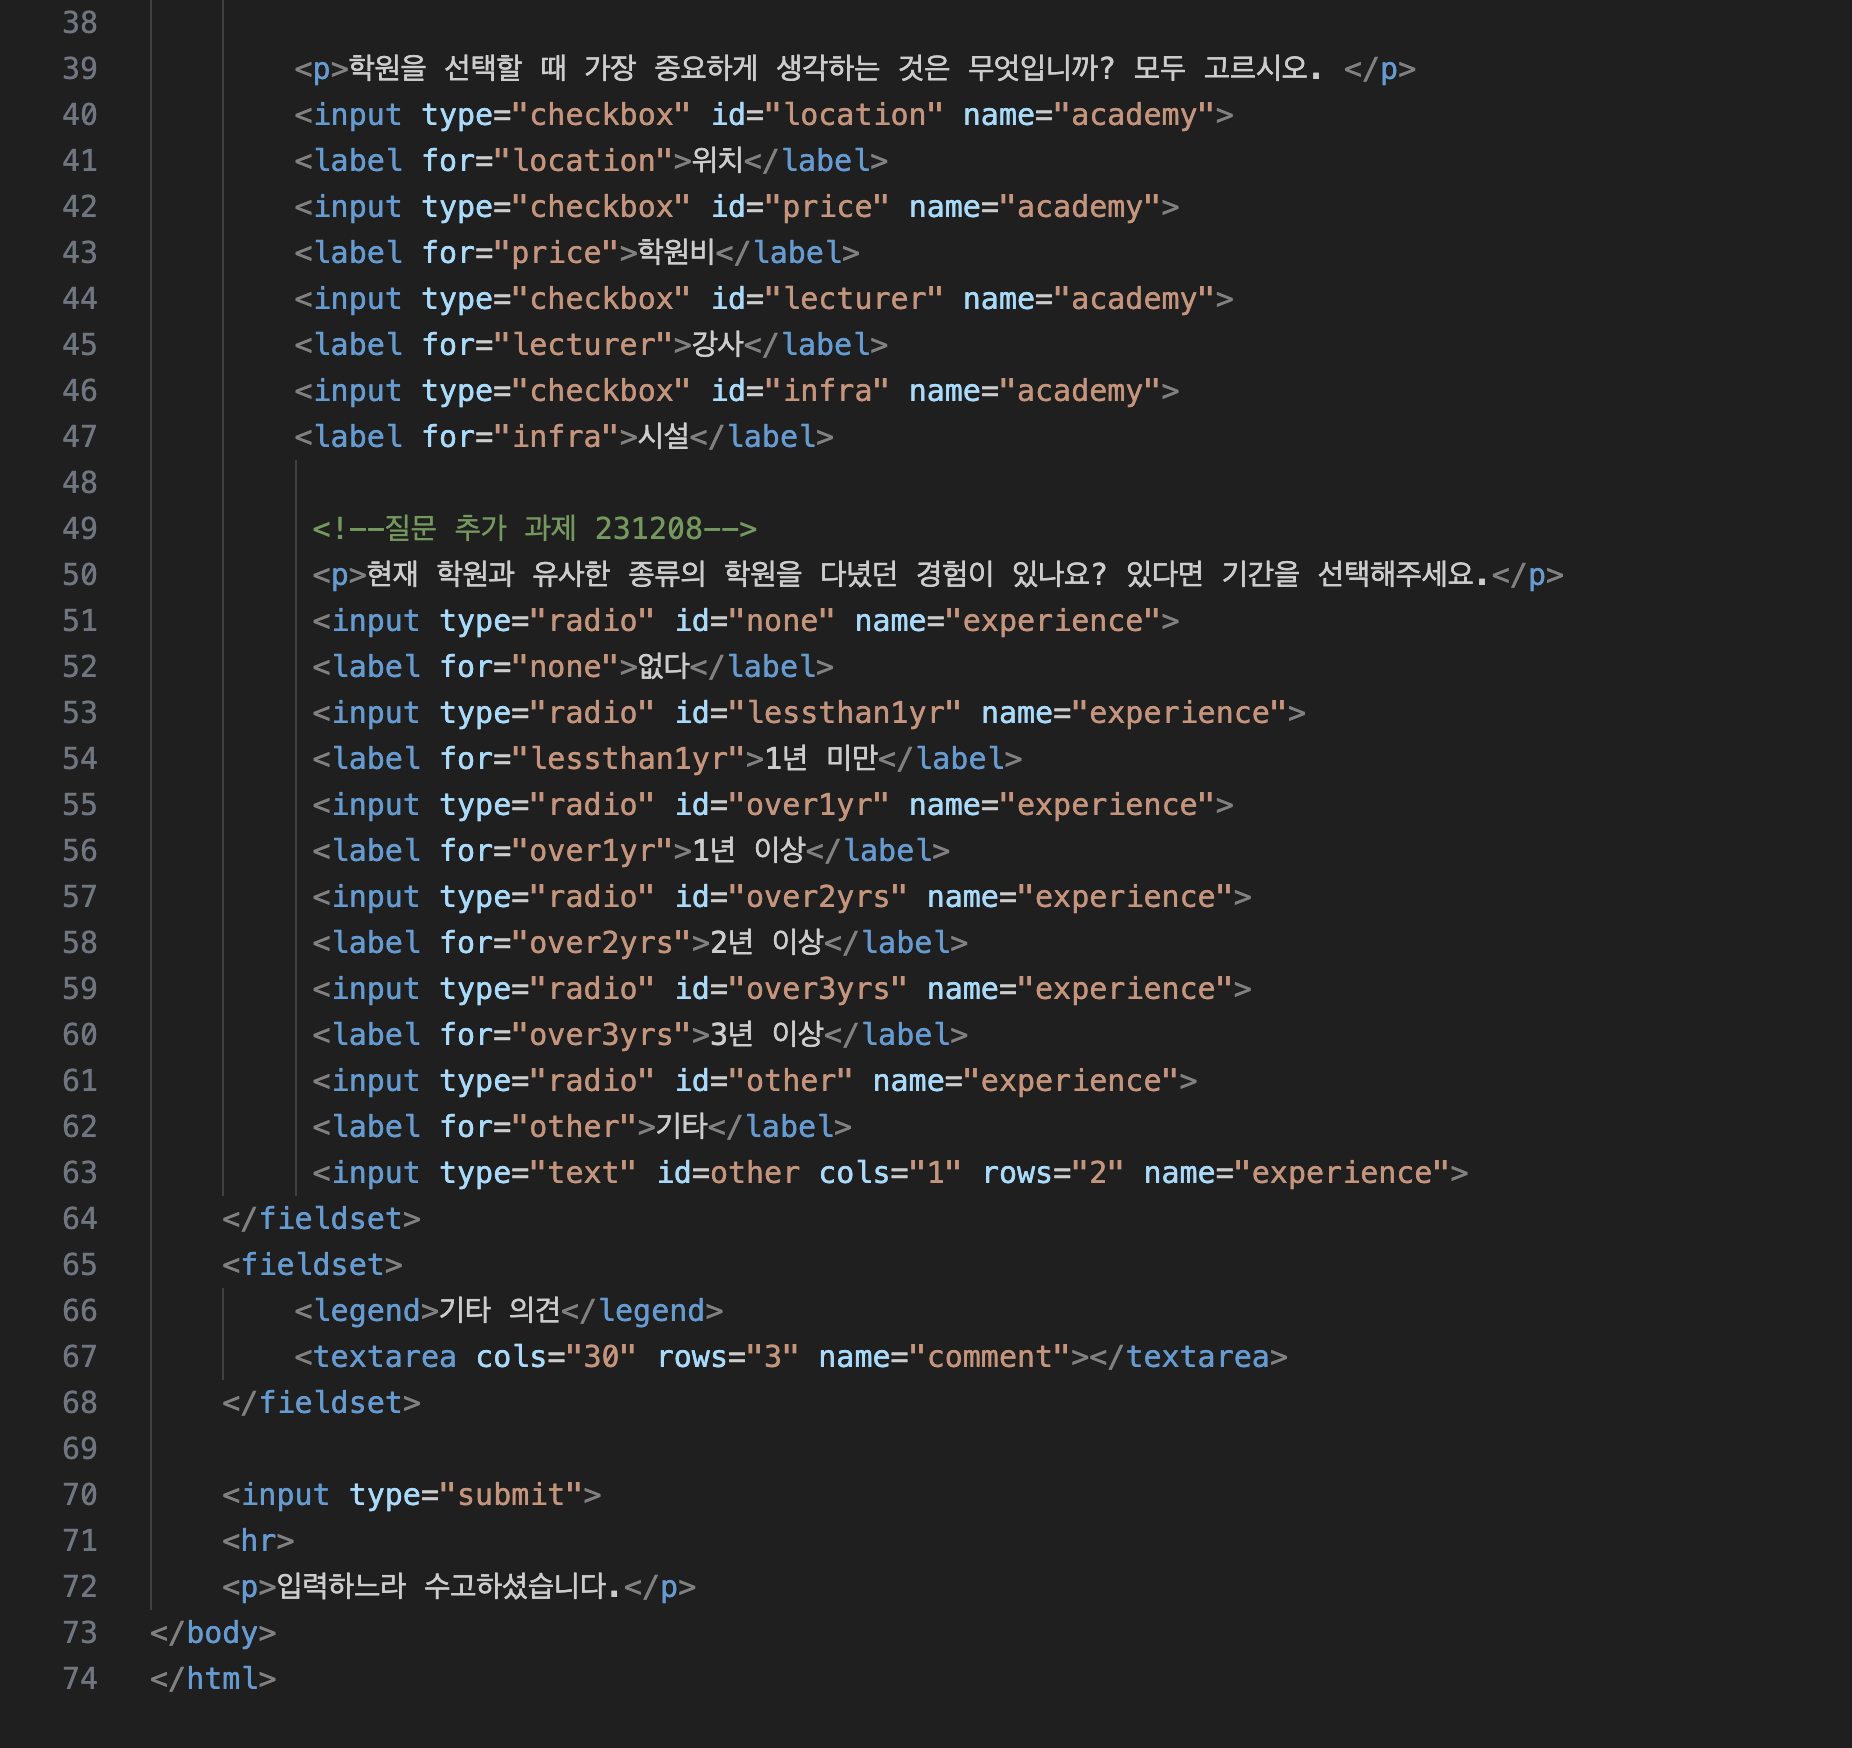 38
39 <p>학원을 선택할 때 가장 중요하게 생각하는 것은 무엇입니까? 모두 고르시오. </p>
40 <input type="checkbox" id="location" name="academy">
41 <label for="location">위치</label>
42 <input type="checkbox" id="price" name="academy">
43 <label for="price">학원비</label>
44 <input type="checkbox" id="lecturer" name="academy">
45 <label for="lecturer">강사</label>
46 <input type="checkbox" id="infra" name="academy">
47 <label for="infra">시설</label>
48
49 <!--질문 추가 과제 231208-->
50 <p>현재 학원과 유사한 종류의 학원을 다녔던 경험이 있나요? 있다면 기간을 선택해주세요.</p>
51 <input type="radio" id="none" name="experience">
52 <label for="none">없다</label>
53 <input type="radio" id="lessthan1yr" name="experience">
54 <label for="lessthan1yr">1년 미만</label>
55 <input type="radio" id="over1yr" name="experience">
56 <label for="over1yr">1년 이상</label>
57 <input type="radio" id="over2yrs" name="experience">
58 <label for="over2yrs">2년 이상</label>
59 <input type="radio" id="over3yrs" name="experience">
60 <label for="over3yrs">3년 이상</label>
61 <input type="radio" id="other" name="experience">
62 <label for="other">기타</label>
63 <input type="text" id=other cols="1" rows="2" name="experience">
64 </fieldset>
65 <fieldset>
66 <legend>기타 의견</legend>
67 <textarea cols="30" rows="3" name="comment"></textarea>
68 </fieldset>
69
70 <input type="submit">
71 <hr>
72 <p>입력하느라 수고하셨습니다.</p>
73 </body>
74 </html>